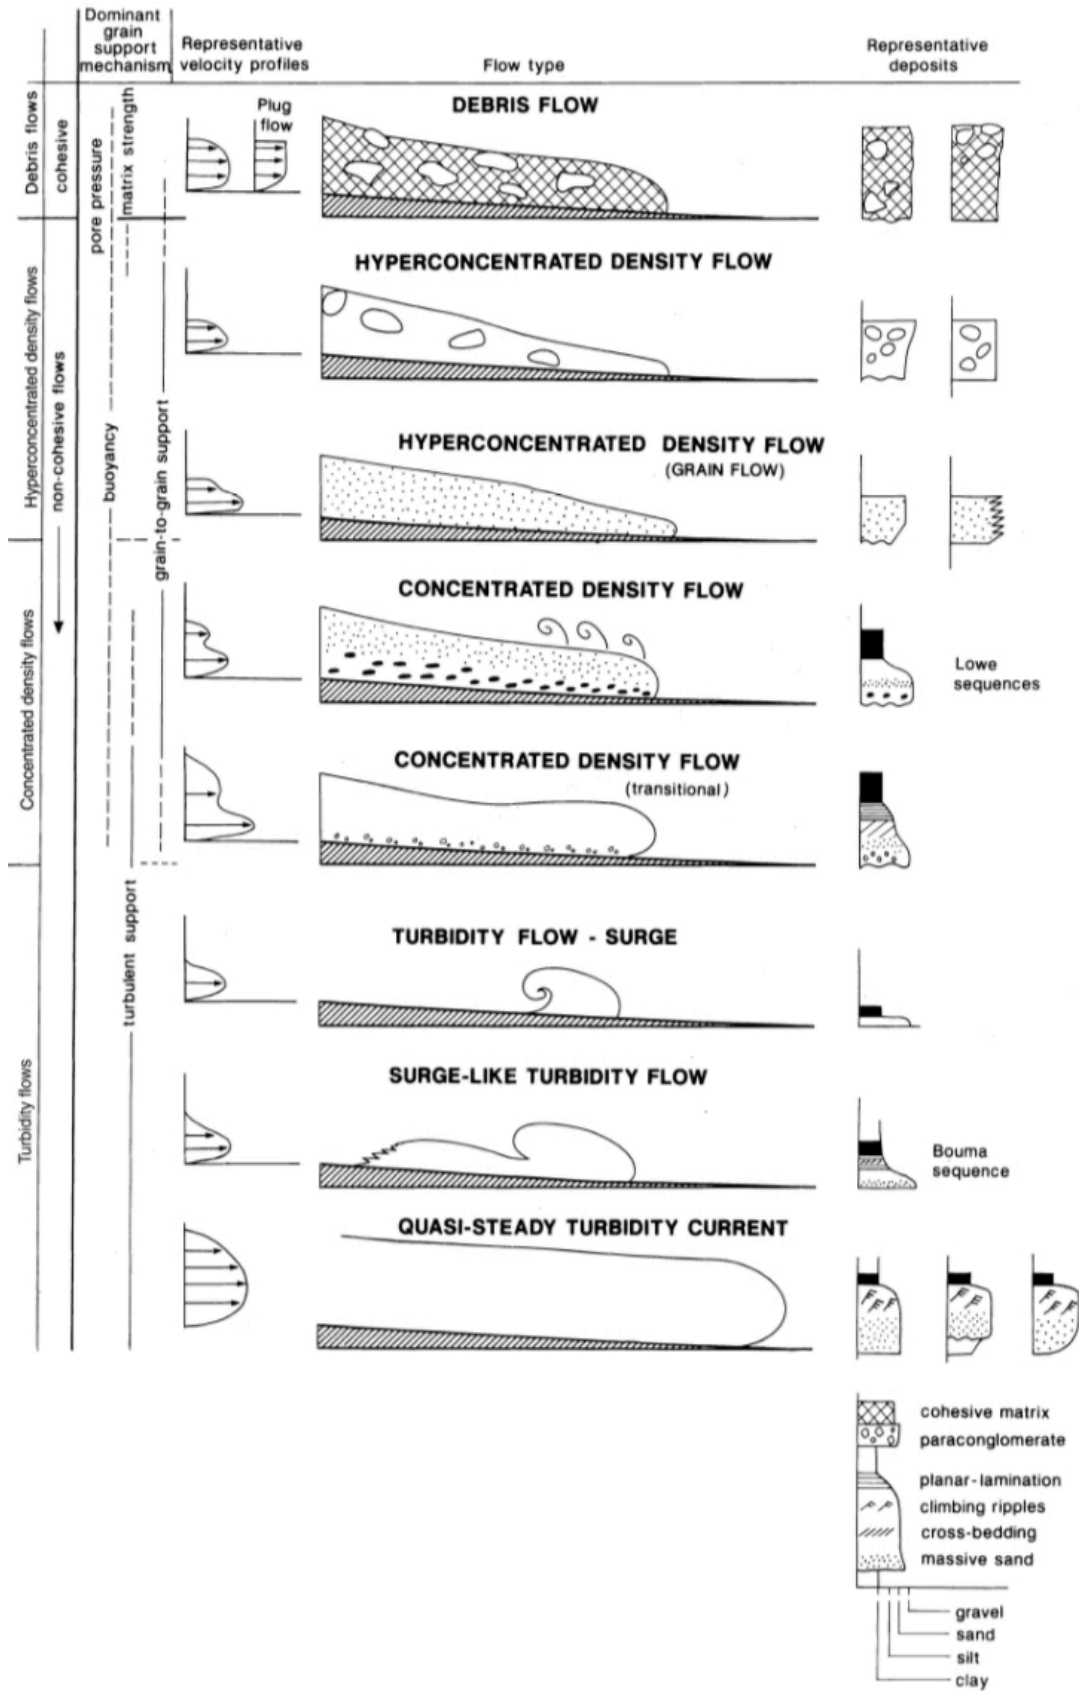 Dominant
grain
support
mechanism
Representative
velocity profiles
Flow type
Representative
deposits
Debris flows
cohesive
pore pressure
matrix strength
Plug
flow
DEBRIS FLOW
Hyperconcentrated density flows
non-cohesive flows
buoyancy
grain-to-grain support
HYPERCONCENTRATED DENSITY FLOW
HYPERCONCENTRATED DENSITY FLOW
(GRAIN FLOW)
Concentrated density flows
CONCENTRATED DENSITY FLOW
Lowe
sequences
CONCENTRATED DENSITY FLOW
(transitional)
Turbidity flows
turbulent support
TURBIDITY FLOW - SURGE
SURGE-LIKE TURBIDITY FLOW
Bouma
sequence
QUASI-STEADY TURBIDITY CURRENT
cohesive matrix
paraconglomerate
planar-lamination
climbing ripples
cross-bedding
massive sand
gravel
sand
silt
clay